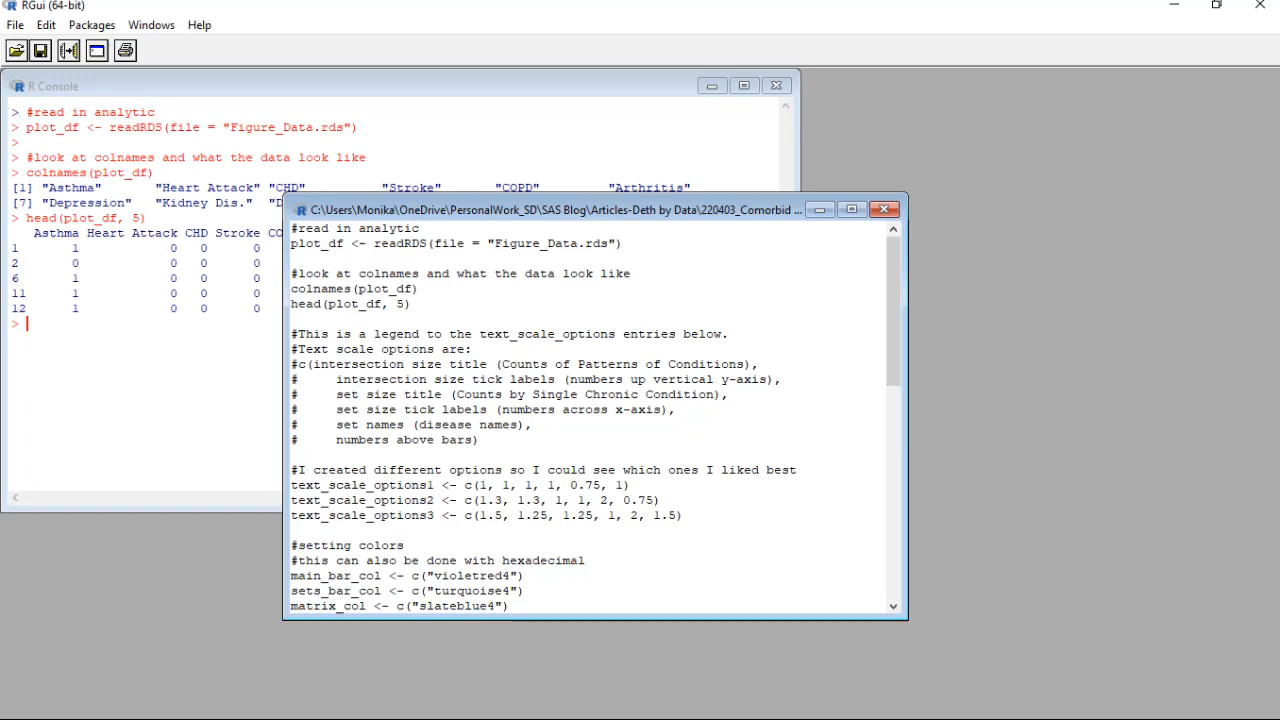 RGui (64-bit)
File Edit Packages Windows Help
R Console
> #read in analytic
> plot_df <- readRDS(file = "Figure_Data.rds")
>
> #look at colnames and what the data look like
> colnames(plot_df)
[1] "Asthma" "Heart Attack" "CHD" "Stroke" "COPD" "Arthritis"
[7] "Depression" "Kidney Dis." "D
> head(plot_df, 5)
Asthma Heart Attack CHD Stroke CO
1 1 0 0 0
2 0 0 0 0
6 1 0 0 0
11 1 0 0 0
12 1 0 0 0
>
C:\Users\Monika\OneDrive\PersonalWork_SD\SAS Blog\Articles-Deth by Data\220403_Comorbid ...
#read in analytic
plot_df <- readRDS(file = "Figure_Data.rds")
#look at colnames and what the data look like
colnames(plot_df)
head(plot_df, 5)
#This is a legend to the text_scale_options entries below.
#Text scale options are:
#c(intersection size title (Counts of Patterns of Conditions),
# intersection size tick labels (numbers up vertical y-axis),
# set size title (Counts by Single Chronic Condition),
# set size tick labels (numbers across x-axis),
# set names (disease names),
# numbers above bars)
#I created different options so I could see which ones I liked best
text_scale_options1 <- c(1, 1, 1, 1, 0.75, 1)
text_scale_options2 <- c(1.3, 1.3, 1, 1, 2, 0.75)
text_scale_options3 <- c(1.5, 1.25, 1.25, 1, 2, 1.5)
#setting colors
#this can also be done with hexadecimal
main_bar_col <- c("violetred4")
sets_bar_col <- c("turquoise4")
matrix_col <- c("slateblue4")